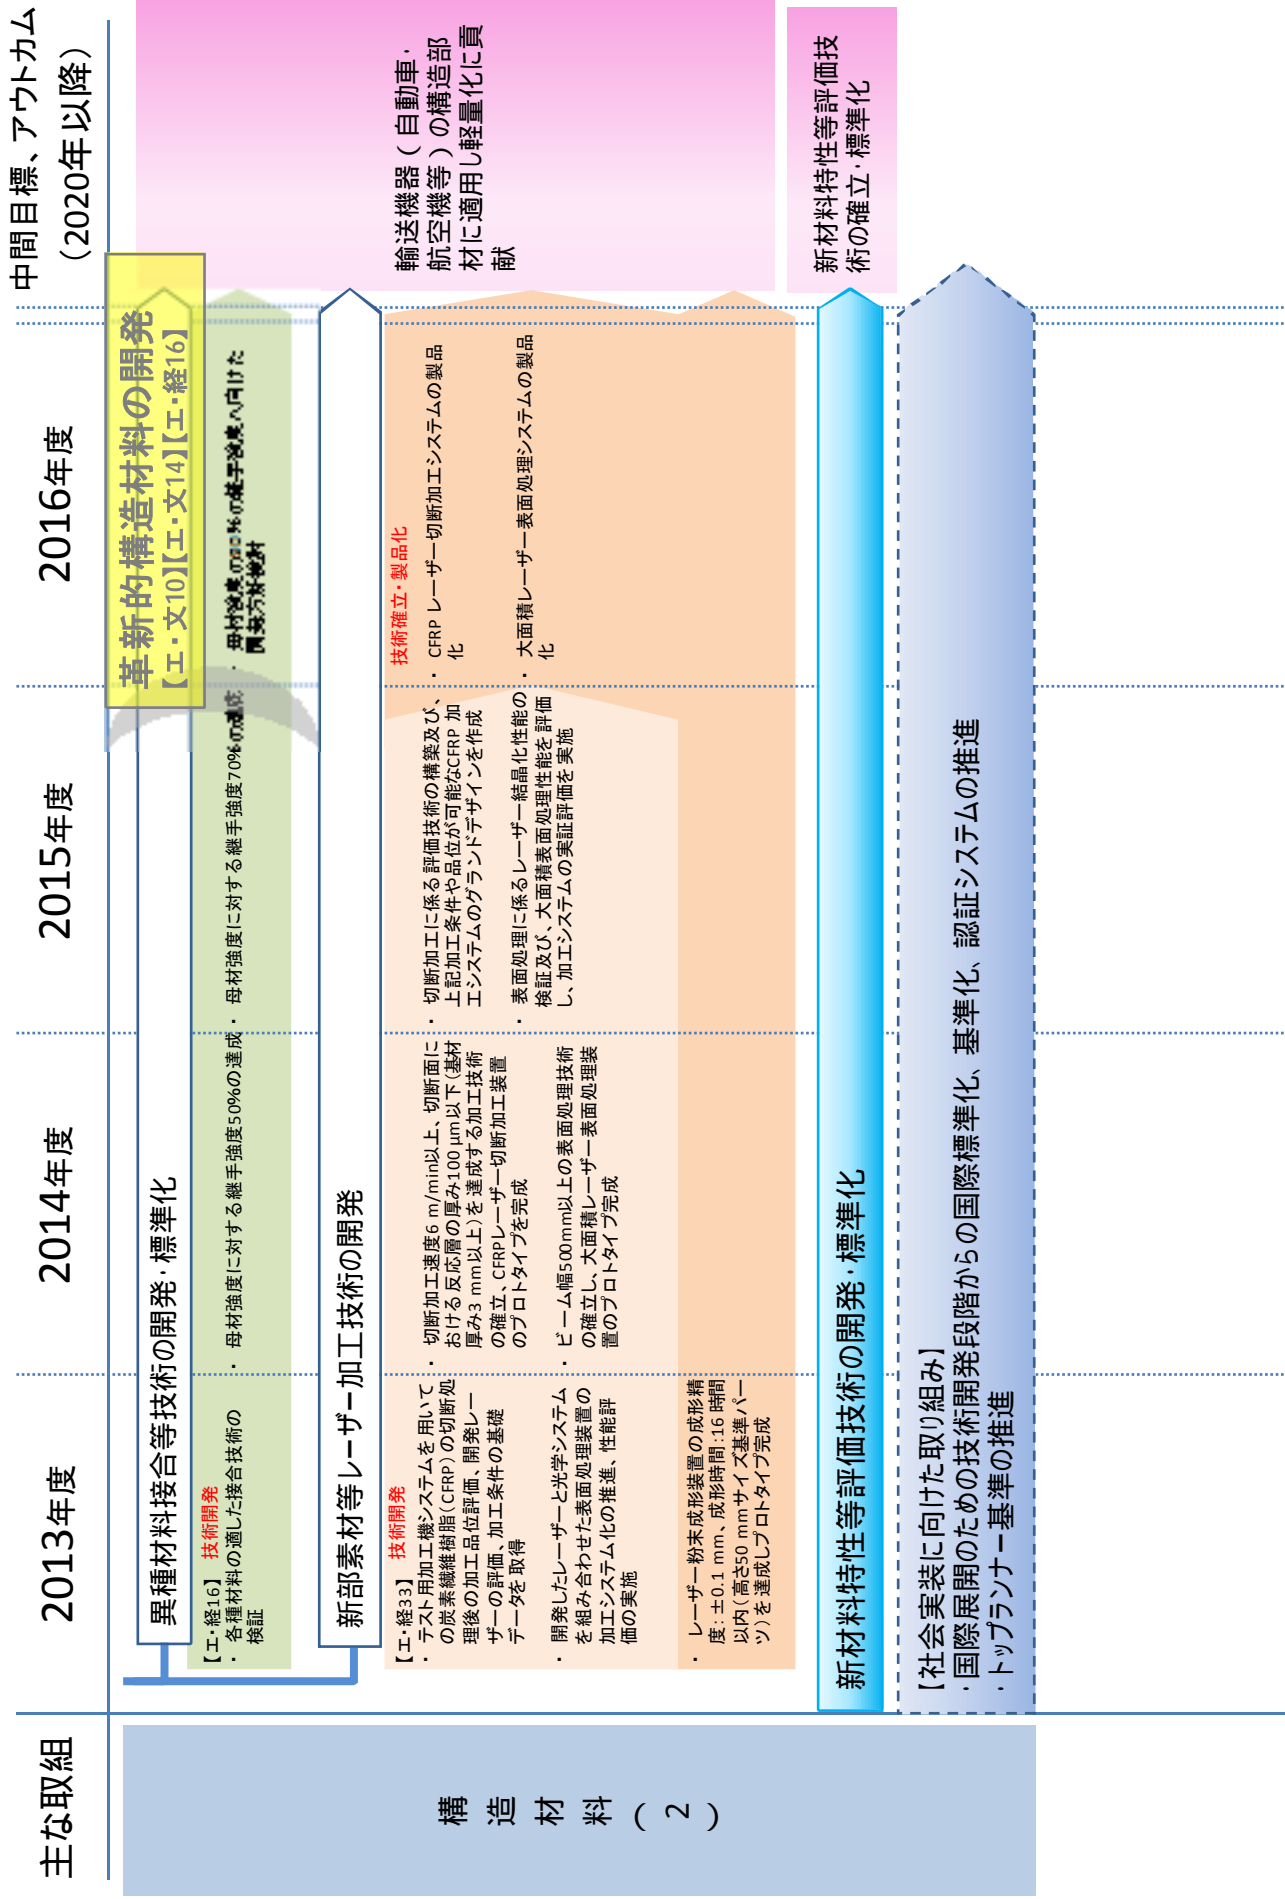 主な取組
2013年度
2014年度
2015年度
2016年度
中間目標、アウトカム
(2020年以降)
構造材料(2)
革新的構造材料の開発
【エ・文10】【エ・文14】【エ・経16】
異種材料接合等技術の開発・標準化
【エ・経16】 技術開発
・ 各種材料の適した接合技術の
検証
・ 母材強度に対する継手強度50%の達成
・ 母材強度に対する継手強度70%の達成
・ 母材強度の
の継手強度へ向けた
開発方針検討
新部素材等レーザー加工技術の開発
【エ・経33】 技術開発
・ テスト用加工機システムを用いて
の炭素繊維樹脂(CFRP)の切断処
理後の加工品位評価、開発レー
ザーの評価、加工条件の基礎
データを取得
・ 開発したレーザーと光学システム
を組み合わせた表面処理装置の
加工システム化の推進、性能評
価の実施
・ レーザー粉末成形装置の成形精
度:±0.1 mm、成形時間:16 時間
以内(高さ50 mmサイズ基準パー
ツ)を達成しプロトタイプ完成
・ 切断加工速度6 m/min以上、切断面に
おける反応層の厚み100 μm以下(基材
厚み3 mm以上)を達成する加工技術
の確立、CFRPレーザー切断加工装置
のプロトタイプを完成
・ ビーム幅500mm以上の表面処理技術
の確立し、大面積レーザー表面処理装
置のプロトタイプ完成
・ 切断加工に係る評価技術の構築及び、
上記加工条件や品位が可能なCFRP 加
工システムのグランドデザインを作成
・ 表面処理に係るレーザー結晶化性能の
検証及び、大面積表面処理性能を評価
し、加工システムの実証評価を実施
技術確立・製品化
・ CFRP レーザー切断加工システムの製品
化
・ 大面積レーザー表面処理システムの製品
化
輸送機器(自動車・
航空機等)の構造部
材に適用し軽量化に貢
献
新材料特性等評価技術の開発・標準化
新材料特性等評価技
術の確立・標準化
【社会実装に向けた取り組み】
・国際展開のための技術開発段階からの国際標準化、基準化、認証システムの推進
・トップランナー基準の推進